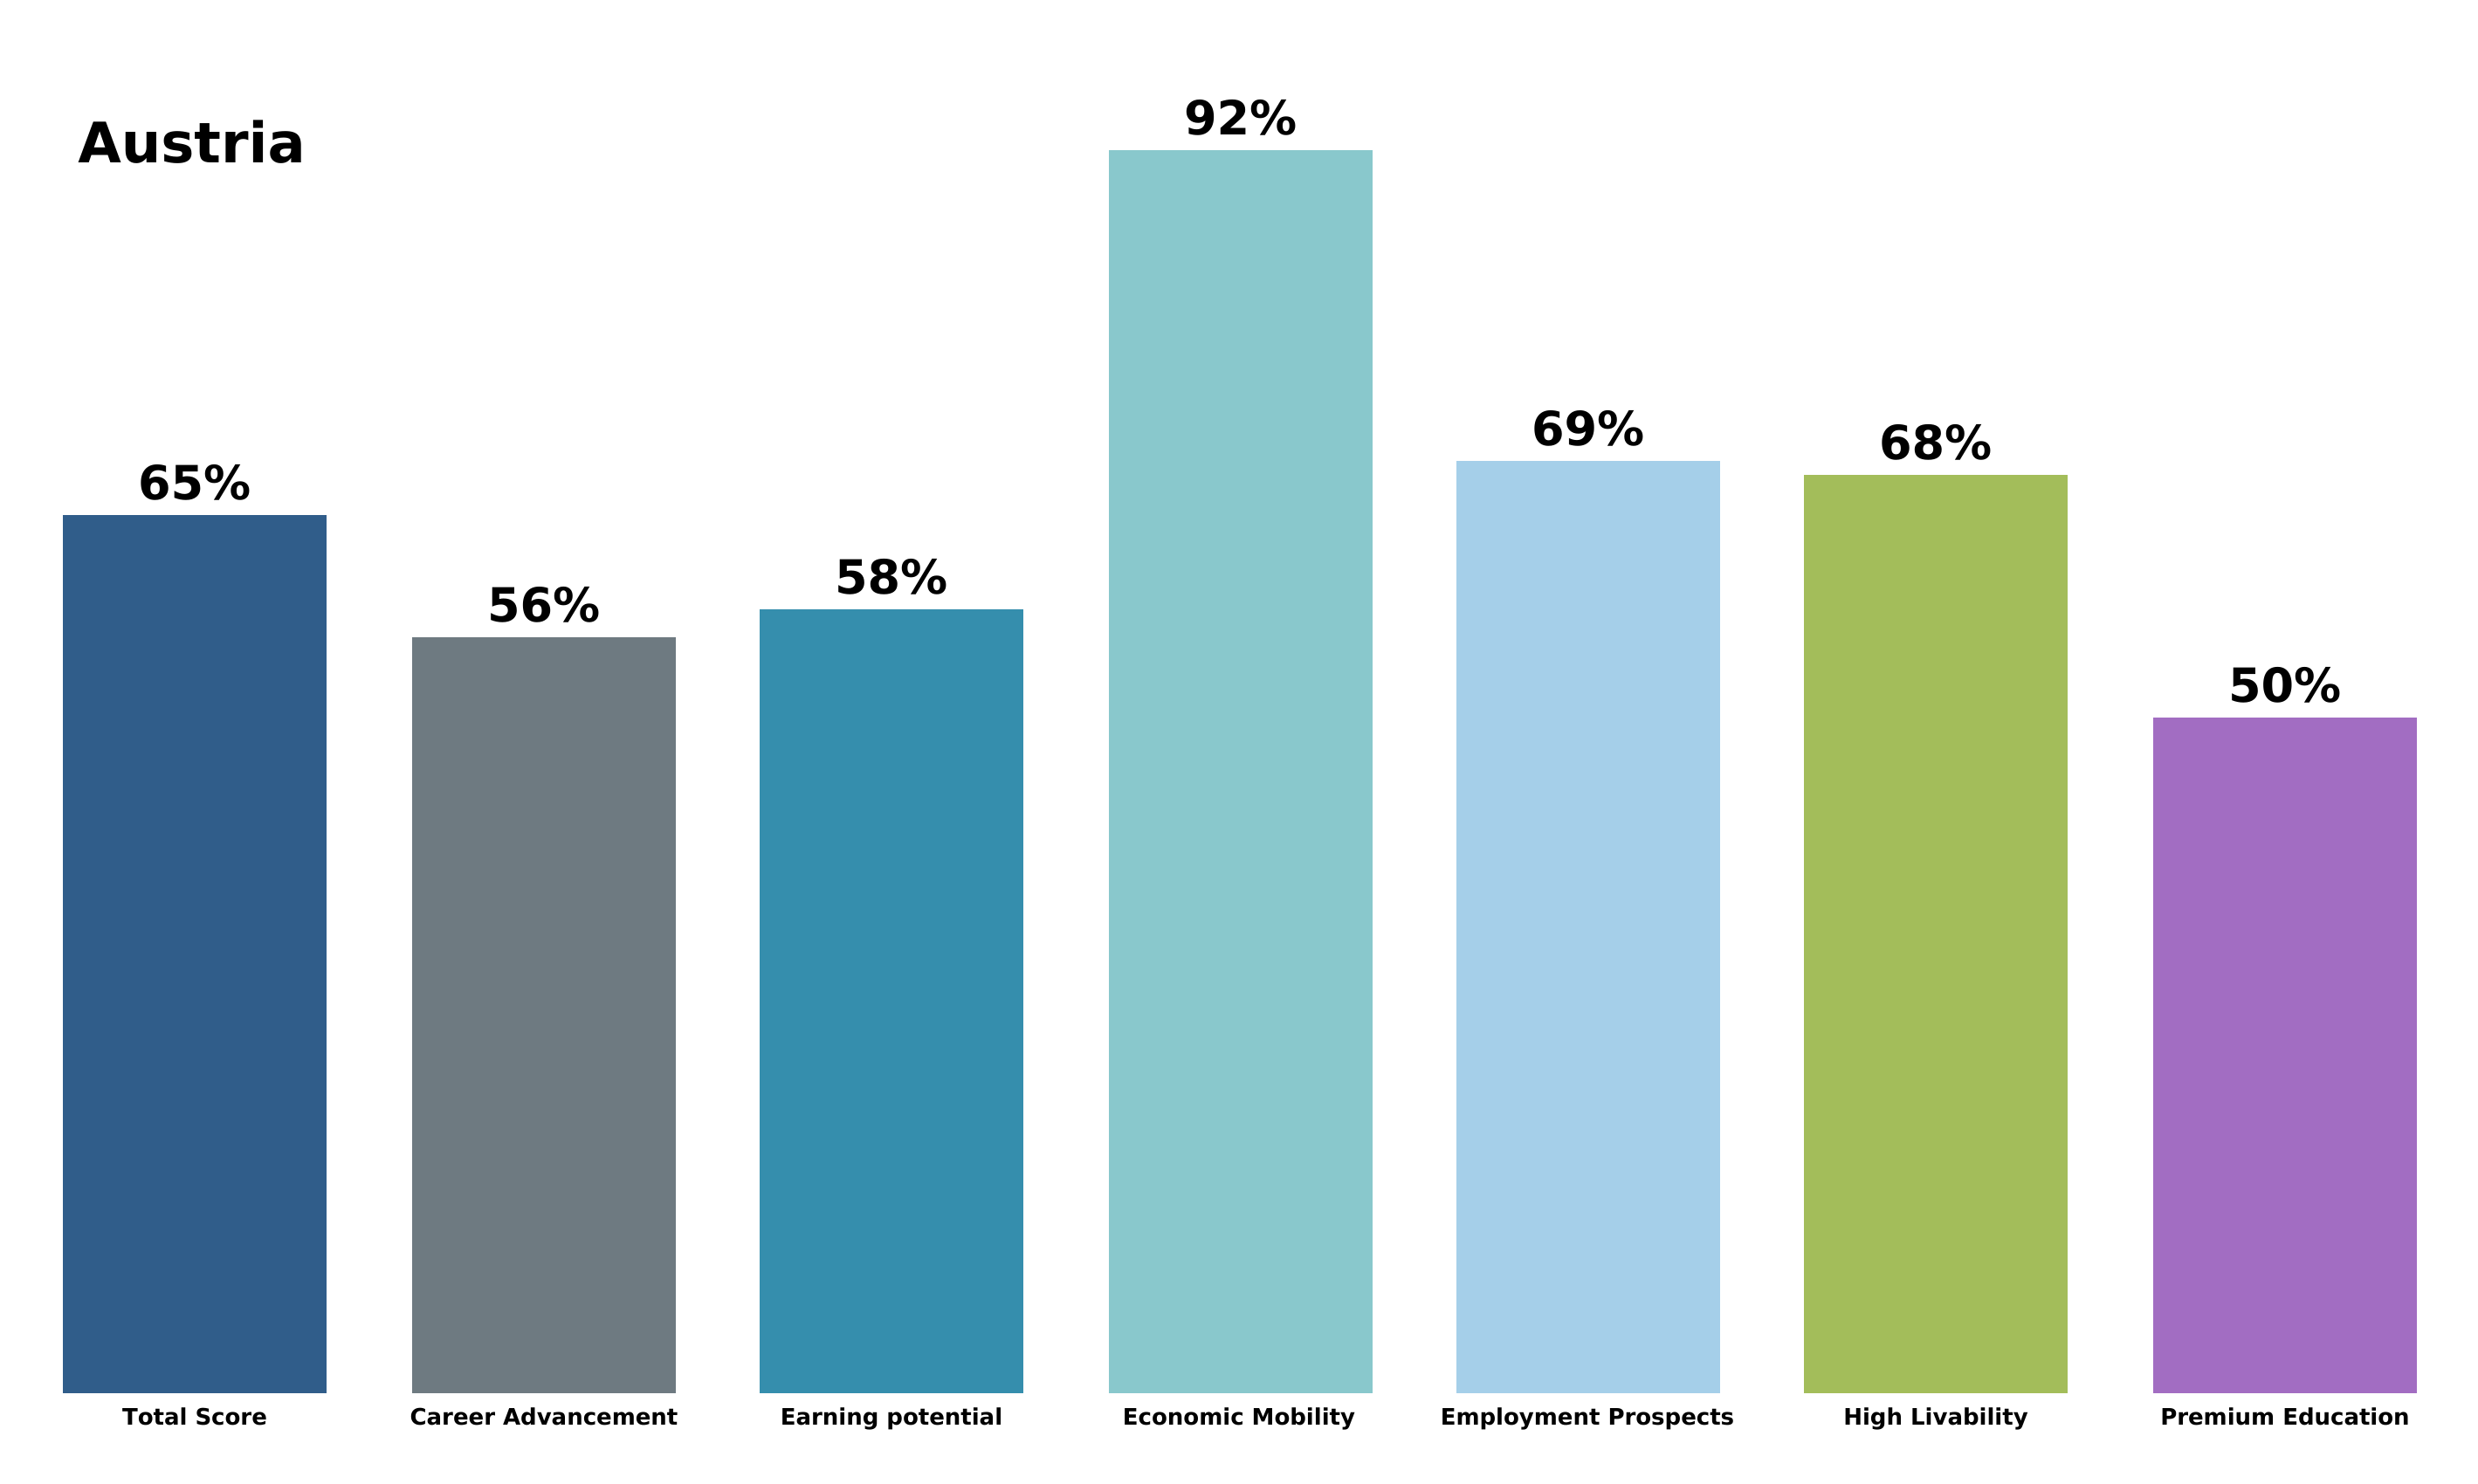 Austria
92%
69%
68%
65%
58%
56%
50%
Total Score
Career Advancement
Earning potential
Economic Mobility
Employment Prospects
High Livability
Premium Education